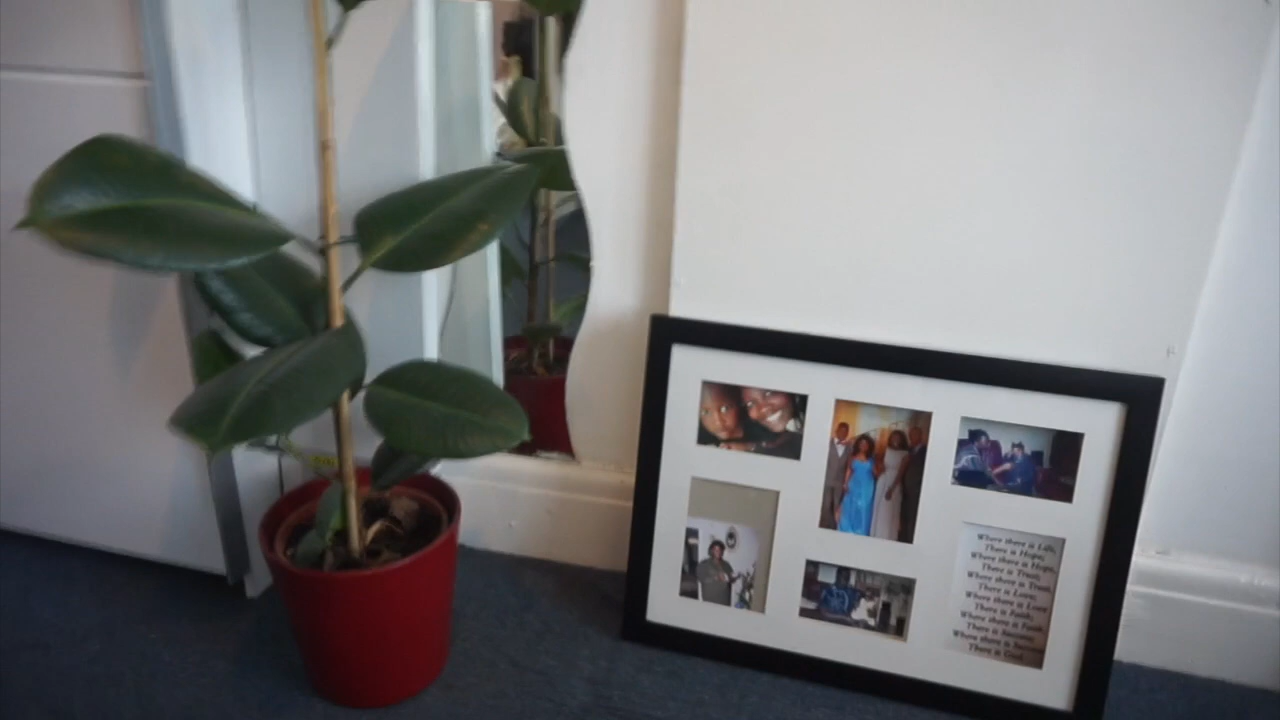 Where there is Life,
There is Hope;
Where there is Hope,
There is Trust;
Where there is Trust,
There is Love;
Where there is Love
There is Faith;
Where there is Faith,
There is Success;
Where there is Success
There is God.